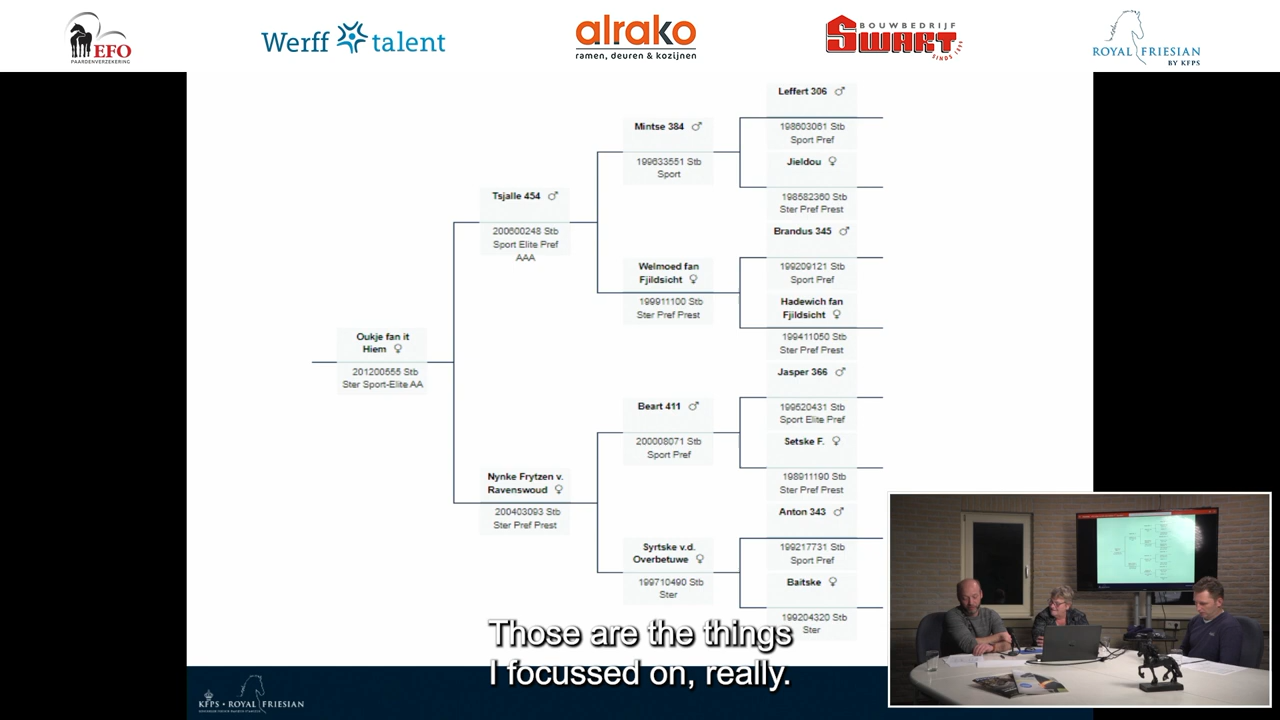 EFO
PAARDENVERZEKERING
Werff talent
alrako
ramen, deuren & kozijnen
BOUWBEDRIJF
SWART
SINDS 1898
ROYAL FRIESIAN
BY KFPS
Leffert 306 ♂
198603061 Stb
Sport Pref
Mintse 384 ♂
199633551 Stb
Sport
Jieldou ♀
198582360 Stb
Ster Pref Prest
Tsjalle 454 ♂
200600248 Stb
Sport Elite Pref
AAA
Brandus 345 ♂
199209121 Stb
Sport Pref
Welmoed fan
Fjildsicht ♀
199911100 Stb
Ster Pref Prest
Hadewich fan
Fjildsicht ♀
199411050 Stb
Ster Pref Prest
Oukje fan it
Hiem ♀
201200555 Stb
Ster Sport-Elite AA
Jasper 366 ♂
199520431 Stb
Sport Elite Pref
Beart 411 ♂
200008071 Stb
Sport Pref
Setske F. ♀
198911190 Stb
Ster Pref Prest
Nynke Frytzen v.
Ravenswoud ♀
200403093 Stb
Ster Pref Prest
Anton 343 ♂
199217731 Stb
Sport Pref
Syrtske v.d.
Overbetuwe ♀
199710490 Stb
Ster
Baitske ♀
199204320 Stb
Ster
Those are the things
I focussed on, really.
KFPS • ROYAL FRIESIAN